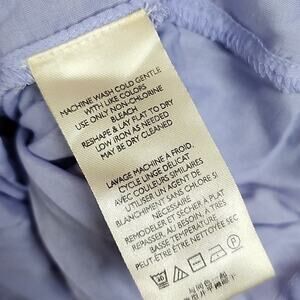 MACHINE WASH COLD GENTLE
WITH LIKE COLORS
USE ONLY NON-CHLORINE
BLEACH
RESHAPE & LAY FLAT TO DRY
LOW IRON AS NEEDED
MAY BE DRY CLEANED
LAVAGE MACHINE A FROID,
CYCLE LINGE DÉLICAT
AVEC COULEURS SIMILAIRES
UTILISER UN AGENT DE
BLANCHIMENT SANS CHLORE SI
NÉCESSAIRE
REMODELER ET SÉCHER A PLAT
REPASSER, AU BESOIN, DES
BASSE TEMPÉRATURE
PEUT ÊTRE NETTOYÉ A SEC